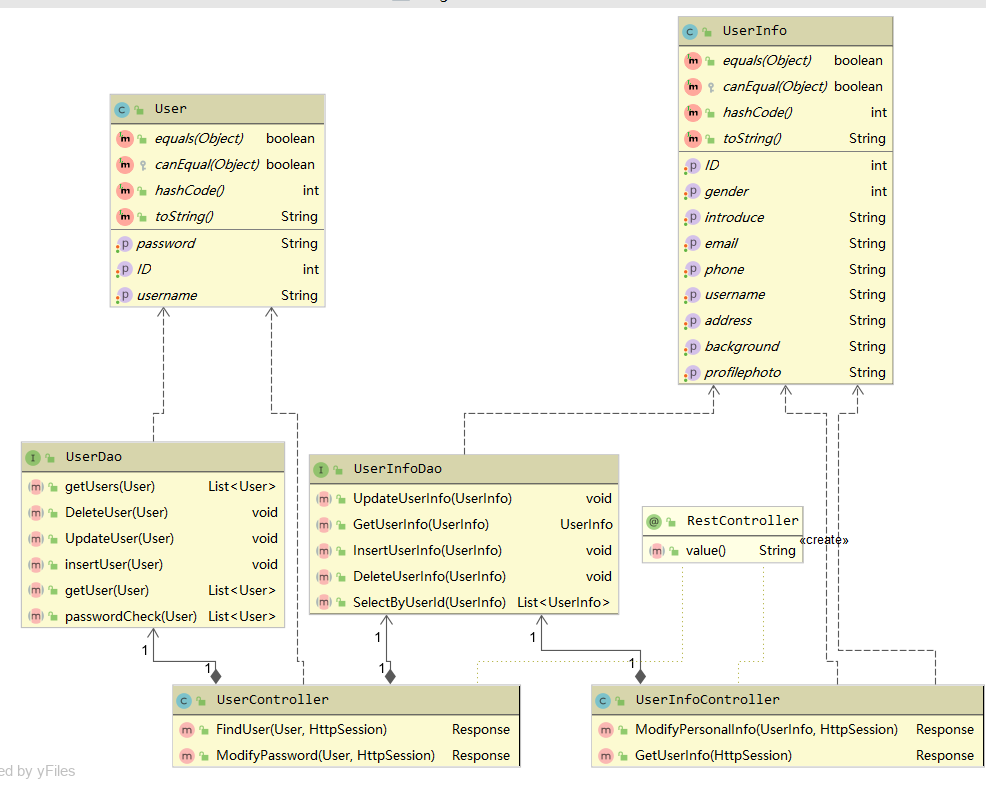 User
equals(Object) boolean
canEqual(Object) boolean
hashCode() int
toString() String
password String
ID int
username String
UserInfo
equals(Object) boolean
canEqual(Object) boolean
hashCode() int
toString() String
ID int
gender int
introduce String
email String
phone String
username String
address String
background String
profilephoto String
UserDao
getUsers(User) List<User>
DeleteUser(User) void
UpdateUser(User) void
insertUser(User) void
getUser(User) List<User>
passwordCheck(User) List<User>
UserInfoDao
UpdateUserInfo(UserInfo) void
GetUserInfo(UserInfo) UserInfo
InsertUserInfo(UserInfo) void
DeleteUserInfo(UserInfo) void
SelectByUserId(UserInfo) List<UserInfo>
RestController
value() String
«create»
1
1
1
1
1
1
UserController
FindUser(User, HttpSession) Response
ModifyPassword(User, HttpSession) Response
UserInfoController
ModifyPersonalInfo(UserInfo, HttpSession) Response
GetUserInfo(HttpSession) Response
ed by yFiles